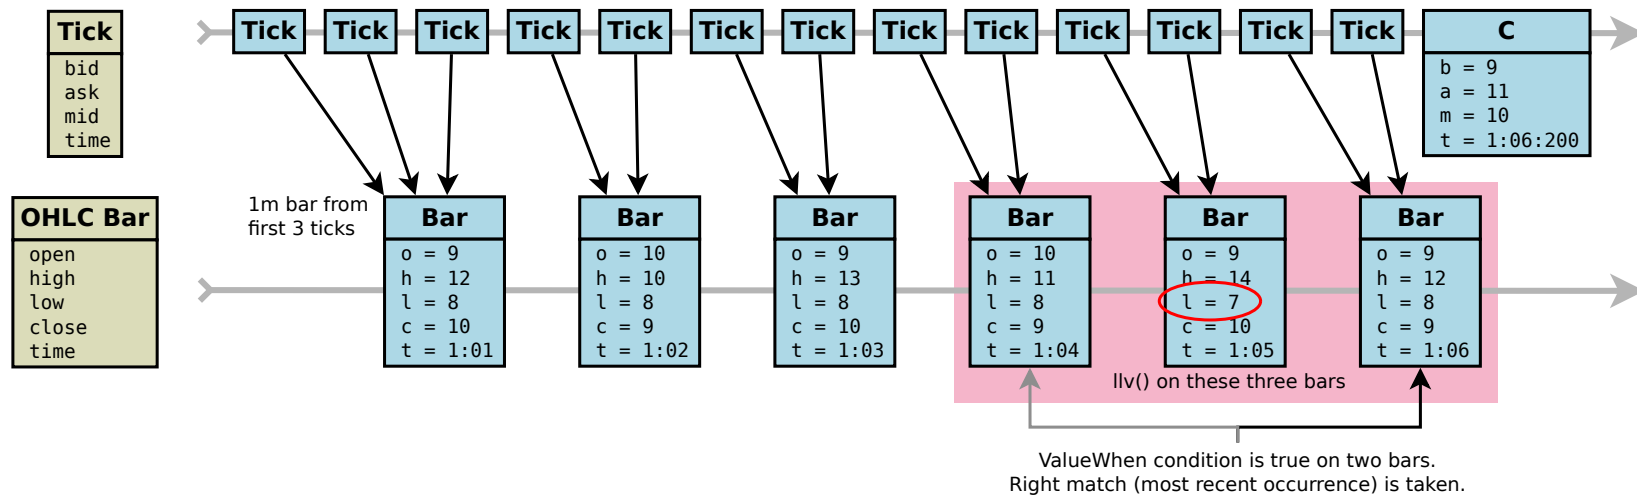 Tick
bid
ask
mid
time
Tick
Tick
Tick
Tick
Tick
Tick
Tick
Tick
Tick
Tick
Tick
Tick
Tick
C
b = 9
a = 11
m = 10
t = 1:06:200
OHLC Bar
open
high
low
close
time
1m bar from
first 3 ticks
Bar
o = 9
h = 12
l = 8
c = 10
t = 1:01
Bar
o = 10
h = 10
l = 8
c = 9
t = 1:02
Bar
o = 9
h = 13
l = 8
c = 10
t = 1:03
Bar
o = 10
h = 11
l = 8
c = 9
t = 1:04
Bar
o = 9
h = 14
l = 7
c = 10
t = 1:05
Bar
o = 9
h = 12
l = 8
c = 9
t = 1:06
llv() on these three bars
ValueWhen condition is true on two bars.
Right match (most recent occurrence) is taken.